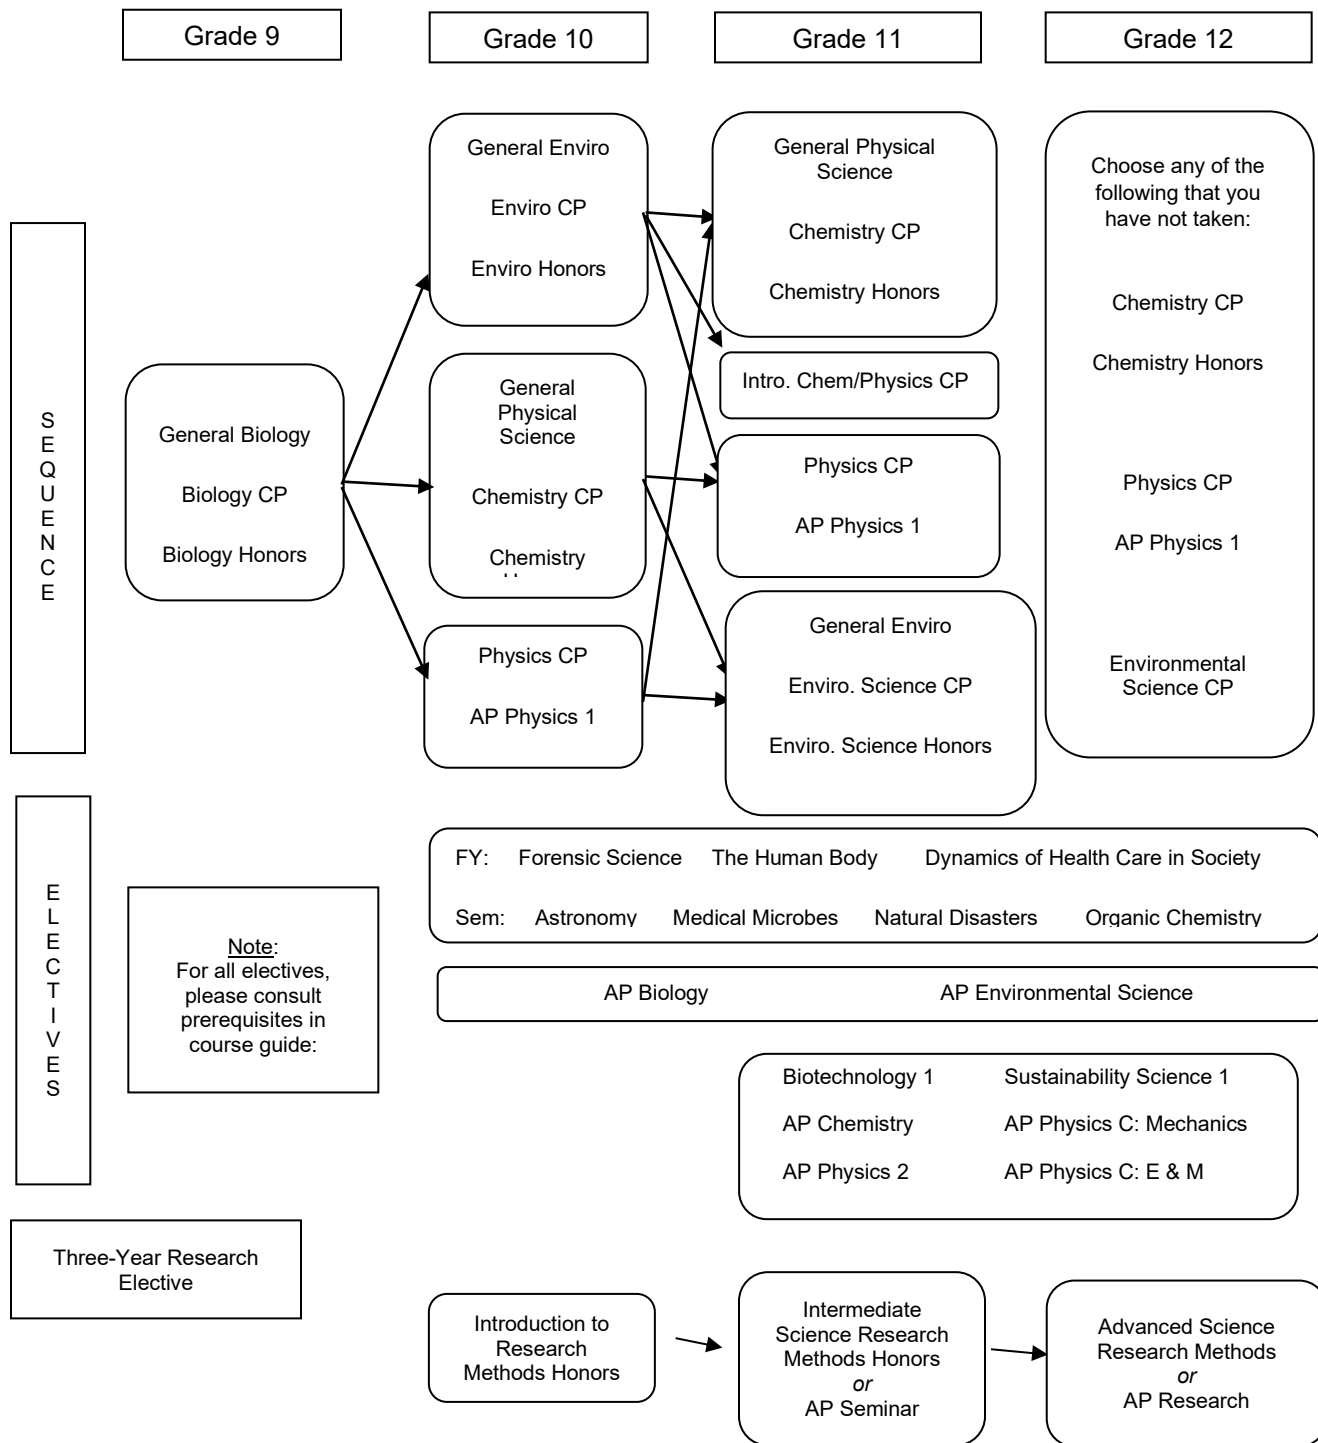 Grade 9
Grade 10
Grade 11
Grade 12
SEQUENCE
General Biology
Biology CP
Biology Honors
General Enviro
Enviro CP
Enviro Honors
General
Physical
Science
Chemistry CP
Chemistry
Physics CP
AP Physics 1
General Physical
Science
Chemistry CP
Chemistry Honors
Intro. Chem/Physics CP
Physics CP
AP Physics 1
General Enviro
Enviro. Science CP
Enviro. Science Honors
Choose any of the
following that you
have not taken:
Chemistry CP
Chemistry Honors
Physics CP
AP Physics 1
Environmental
Science CP
ELECTIVES
Note:
For all electives,
please consult
prerequisites in
course guide:
FY: Forensic Science The Human Body Dynamics of Health Care in Society
Sem: Astronomy Medical Microbes Natural Disasters Organic Chemistry
AP Biology AP Environmental Science
Biotechnology 1 Sustainability Science 1
AP Chemistry AP Physics C: Mechanics
AP Physics 2 AP Physics C: E & M
Three-Year Research
Elective
Introduction to
Research
Methods Honors
Intermediate
Science Research
Methods Honors
or
AP Seminar
Advanced Science
Research Methods
or
AP Research